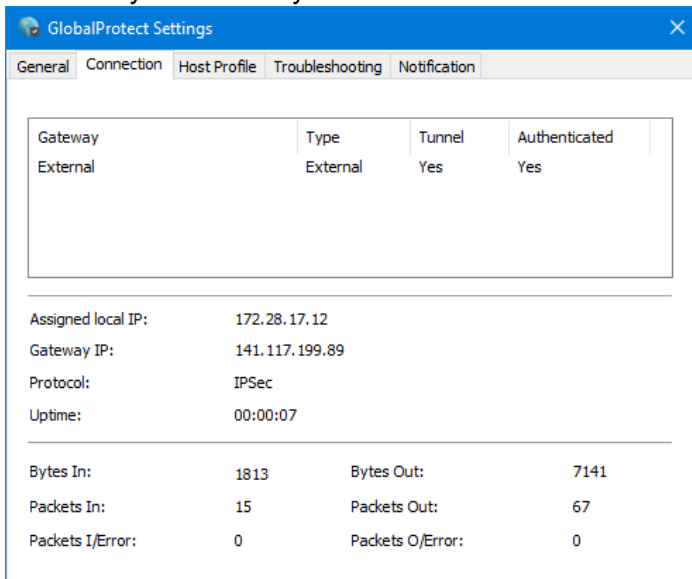 GlobalProtect Settings
General Connection Host Profile Troubleshooting Notification
Gateway Type Tunnel Authenticated
External External Yes Yes
Assigned local IP: 172.28.17.12
Gateway IP: 141.117.199.89
Protocol: IPSec
Uptime: 00:00:07
Bytes In: 1813 Bytes Out: 7141
Packets In: 15 Packets Out: 67
Packets I/Error: 0 Packets O/Error: 0